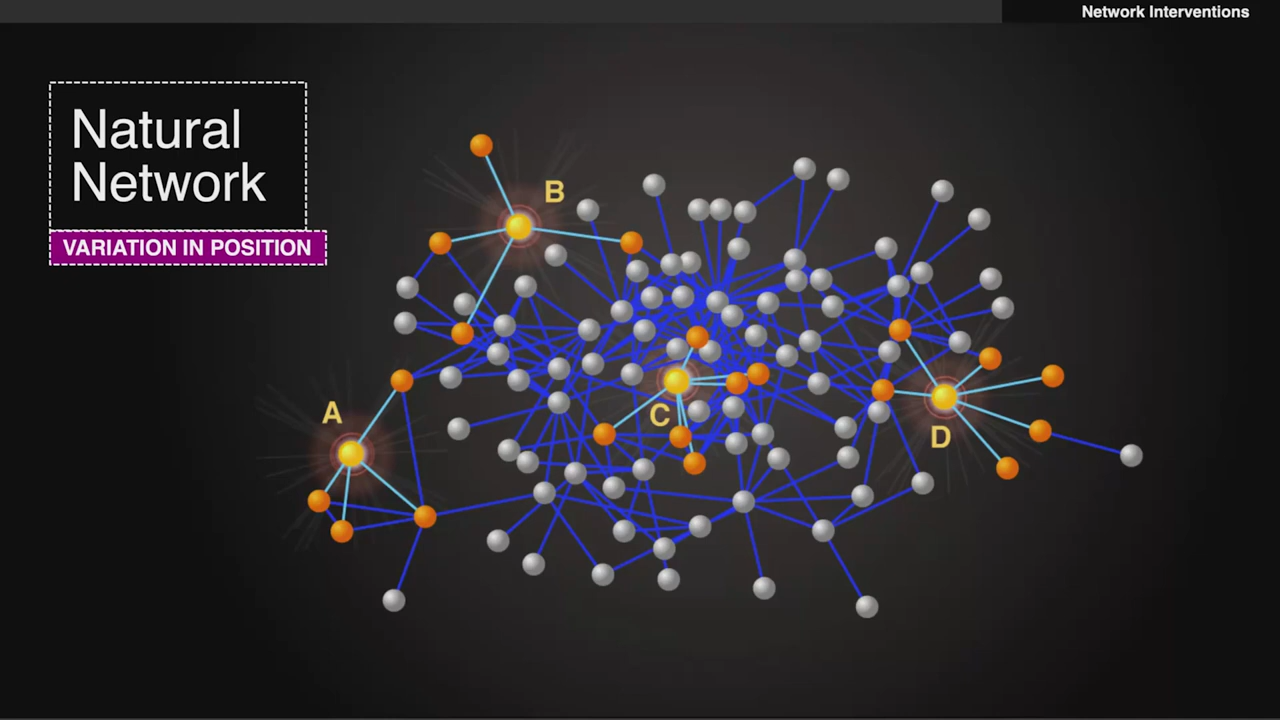 Network Interventions
Natural
Network
VARIATION IN POSITION
B
A
C
D